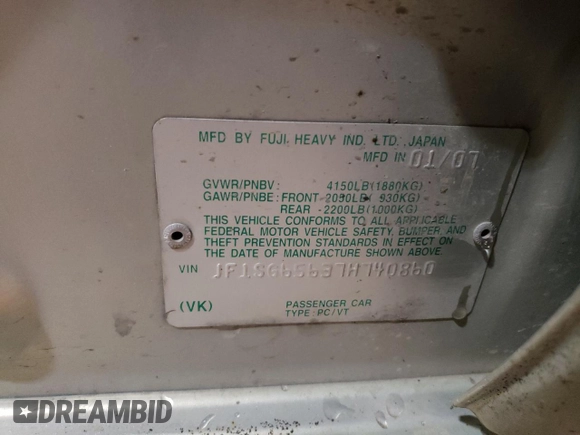 MFD BY FUJI HEAVY IND. LTD., JAPAN
MFD IN 01/07
GVWR/PNBV: 4150LB(1880KG)
GAWR/PNBE: FRONT 2050LB( 930KG)
REAR 2200LB(1000KG)
THIS VEHICLE CONFORMS TO ALL APPLICABLE
FEDERAL MOTOR VEHICLE SAFETY, BUMPER, AND
THEFT PREVENTION STANDARDS IN EFFECT ON
THE DATE OF MANUFACTURE SHOWN ABOVE.
VIN
(VK) PASSENGER CAR
TYPE: PC/VT
DREAMBID